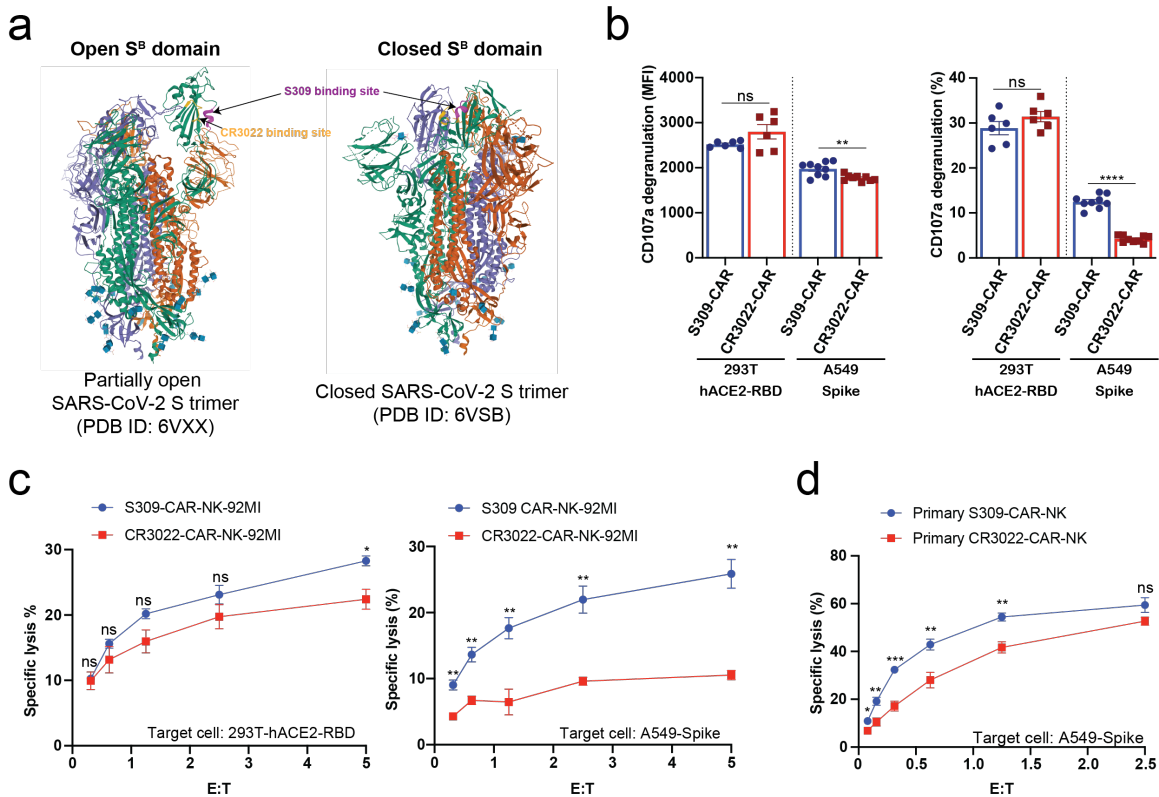 a
Open Sᴮ domain
Closed Sᴮ domain
S309 binding site
CR3022 binding site
Partially open
SARS-CoV-2 S trimer
(PDB ID: 6VXX)
Closed SARS-CoV-2 S trimer
(PDB ID: 6VSB)
b
CD107a degranulation (MFI)
4000
3000
2000
1000
0
ns
**
S309-CAR
CR3022-CAR
S309-CAR
CR3022-CAR
293T
hACE2-RBD
A549
Spike
CD107a degranulation (%)
40
30
20
10
0
ns
****
S309-CAR
CR3022-CAR
S309-CAR
CR3022-CAR
293T
hACE2-RBD
A549
Spike
c
S309-CAR-NK-92MI
CR3022-CAR-NK-92MI
Specific lysis %
30
20
10
0
ns
ns
ns
ns
*
Target cell: 293T-hACE2-RBD
0 1 2 3 4 5
E:T
S309 CAR-NK-92MI
CR3022-CAR-NK-92MI
Specific lysis (%)
30
20
10
0
**
**
**
**
**
Target cell: A549-Spike
0 1 2 3 4 5
E:T
d
Primary S309-CAR-NK
Primary CR3022-CAR-NK
Specific lysis (%)
80
60
40
20
0
*
**
***
**
**
ns
Target cell: A549-Spike
0.0 0.5 1.0 1.5 2.0 2.5
E:T